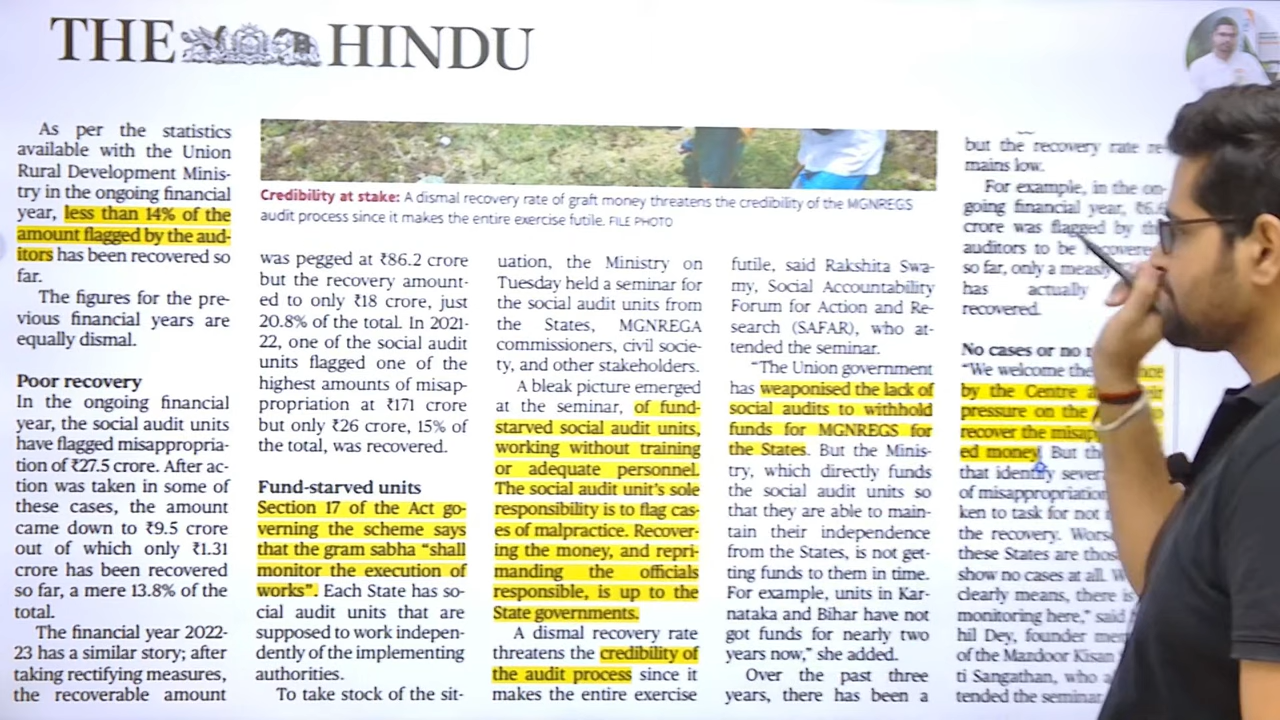 THE HINDU
As per the statistics
available with the Union
Rural Development Minis-
try in the ongoing financial
year, less than 14% of the
amount flagged by the aud-
itors has been recovered so
far.
The figures for the pre-
vious financial years are
equally dismal.
Poor recovery
In the ongoing financial
year, the social audit units
have flagged misappropria-
tion of ₹27.5 crore. After ac-
tion was taken in some of
these cases, the amount
came down to ₹9.5 crore
out of which only ₹1.31
crore has been recovered
so far, a mere 13.8% of the
total.
The financial year 2022-
23 has a similar story; after
taking rectifying measures,
the recoverable amount
Credibility at stake: A dismal recovery rate of graft money threatens the credibility of the MGNREGS
audit process since it makes the entire exercise futile. FILE PHOTO
was pegged at ₹86.2 crore
but the recovery amount-
ed to only ₹18 crore, just
20.8% of the total. In 2021-
22, one of the social audit
units flagged one of the
highest amounts of misap-
propriation at ₹171 crore
but only ₹26 crore, 15% of
the total, was recovered.
Fund-starved units
Section 17 of the Act go-
verning the scheme says
that the gram sabha “shall
monitor the execution of
works”. Each State has so-
cial audit units that are
supposed to work indepen-
dently of the implementing
authorities.
To take stock of the sit-
uation, the Ministry on
Tuesday held a seminar for
the social audit units from
the States, MGNREGA
commissioners, civil socie-
ty, and other stakeholders.
A bleak picture emerged
at the seminar, of fund-
starved social audit units,
working without training
or adequate personnel.
The social audit unit’s sole
responsibility is to flag cas-
es of malpractice. Recover-
ing the money, and repri-
manding the officials
responsible, is up to the
State governments.
A dismal recovery rate
threatens the credibility of
the audit process since it
makes the entire exercise
futile, said Rakshita Swa-
my, Social Accountability
Forum for Action and Re-
search (SAFAR), who at-
tended the seminar.
“The Union government
has weaponised the lack of
social audits to withhold
funds for MGNREGS for
the States. But the Minis-
try, which directly funds
the social audit units so
that they are able to main-
tain their independence
from the States, is not get-
ting funds to them in time.
For example, units in Kar-
nataka and Bihar have not
got funds for nearly two
years now,” she added.
Over the past three
years, there has been a
but the recovery rate re-
mains low.
For example, in the on-
going financial year,
crore was flagged by
auditors to be recovered
so far, only a measly
has actually
recovered.
No cases or no
“We welcome the
by the Centre
pressure on the
recover the misap
ed money. But
that identify
of misappropriation
ken to task for not
the recovery.
these States are
show no cases at all.
clearly means, there is
monitoring here,” said
hil Dey, founder
of the Mazdoor Kisan
ti Sangathan, who
tended the seminar